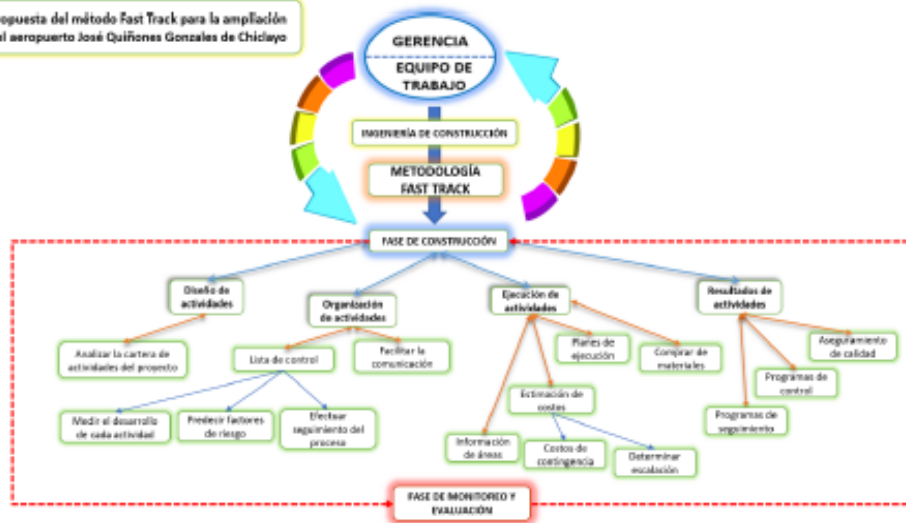 opuesta del método Fast Track para la ampliación
el aeropuerto José Quiñones Gonzales de Chiclayo
GERENCIA
EQUIPO DE
TRABAJO
INGENIERÍA DE CONSTRUCCIÓN
METODOLOGÍA
FAST TRACK
FASE DE CONSTRUCCIÓN
Diseño de
actividades
Organización
de actividades
Ejecución de
actividades
Resultados de
actividades
Analizar la cartera de
actividades del proyecto
Lista de control
Facilitar la
comunicación
Planes de
ejecución
Comprar de
materiales
Aseguramiento
de calidad
Programas de
control
Programas de
seguimiento
Estimación de
costos
Medir el desarrollo
de cada actividad
Predecir factores
de riesgo
Efectuar
seguimiento del
proceso
Información
de áreas
Costos de
contingencia
Determinar
escalación
FASE DE MONITOREO Y
EVALUACIÓN